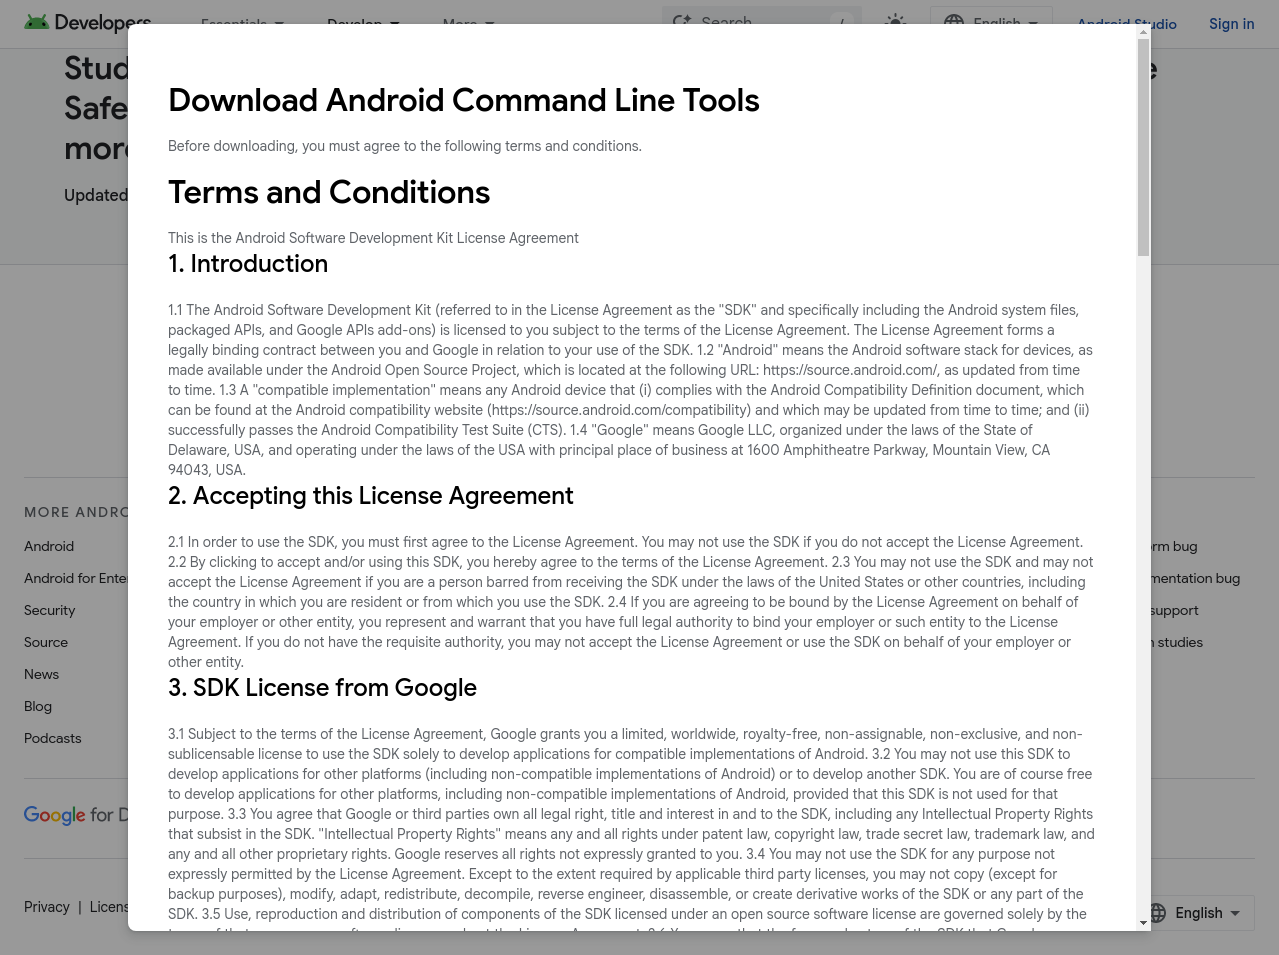 Developers Essentials Develop More Search / English Android Studio Sign in
Stud
Safe
more
Updated
Download Android Command Line Tools
Before downloading, you must agree to the following terms and conditions.
Terms and Conditions
This is the Android Software Development Kit License Agreement
1. Introduction
1.1 The Android Software Development Kit (referred to in the License Agreement as the "SDK" and specifically including the Android system files,
packaged APIs, and Google APIs add-ons) is licensed to you subject to the terms of the License Agreement. The License Agreement forms a
legally binding contract between you and Google in relation to your use of the SDK. 1.2 "Android" means the Android software stack for devices, as
made available under the Android Open Source Project, which is located at the following URL: https://source.android.com/, as updated from time
to time. 1.3 A "compatible implementation" means any Android device that (i) complies with the Android Compatibility Definition document, which
can be found at the Android compatibility website (https://source.android.com/compatibility) and which may be updated from time to time; and (ii)
successfully passes the Android Compatibility Test Suite (CTS). 1.4 "Google" means Google LLC, organized under the laws of the State of
Delaware, USA, and operating under the laws of the USA with principal place of business at 1600 Amphitheatre Parkway, Mountain View, CA
94043, USA.
2. Accepting this License Agreement
2.1 In order to use the SDK, you must first agree to the License Agreement. You may not use the SDK if you do not accept the License Agreement.
2.2 By clicking to accept and/or using this SDK, you hereby agree to the terms of the License Agreement. 2.3 You may not use the SDK and may not
accept the License Agreement if you are a person barred from receiving the SDK under the laws of the United States or other countries, including
the country in which you are resident or from which you use the SDK. 2.4 If you are agreeing to be bound by the License Agreement on behalf of
your employer or other entity, you represent and warrant that you have full legal authority to bind your employer or such entity to the License
Agreement. If you do not have the requisite authority, you may not accept the License Agreement or use the SDK on behalf of your employer or
other entity.
3. SDK License from Google
3.1 Subject to the terms of the License Agreement, Google grants you a limited, worldwide, royalty-free, non-assignable, non-exclusive, and non-
sublicensable license to use the SDK solely to develop applications for compatible implementations of Android. 3.2 You may not use this SDK to
develop applications for other platforms (including non-compatible implementations of Android) or to develop another SDK. You are of course free
to develop applications for other platforms, including non-compatible implementations of Android, provided that this SDK is not used for that
purpose. 3.3 You agree that Google or third parties own all legal right, title and interest in and to the SDK, including any Intellectual Property Rights
that subsist in the SDK. "Intellectual Property Rights" means any and all rights under patent law, copyright law, trade secret law, trademark law, and
any and all other proprietary rights. Google reserves all rights not expressly granted to you. 3.4 You may not use the SDK for any purpose not
expressly permitted by the License Agreement. Except to the extent required by applicable third party licenses, you may not copy (except for
backup purposes), modify, adapt, redistribute, decompile, reverse engineer, disassemble, or create derivative works of the SDK or any part of the
SDK. 3.5 Use, reproduction and distribution of components of the SDK licensed under an open source software license are governed solely by the
MORE ANDRO
Android
Android for Enter
Security
Source
News
Blog
Podcasts
rm bug
mentation bug
support
studies
Google for D
Privacy | Licens
English